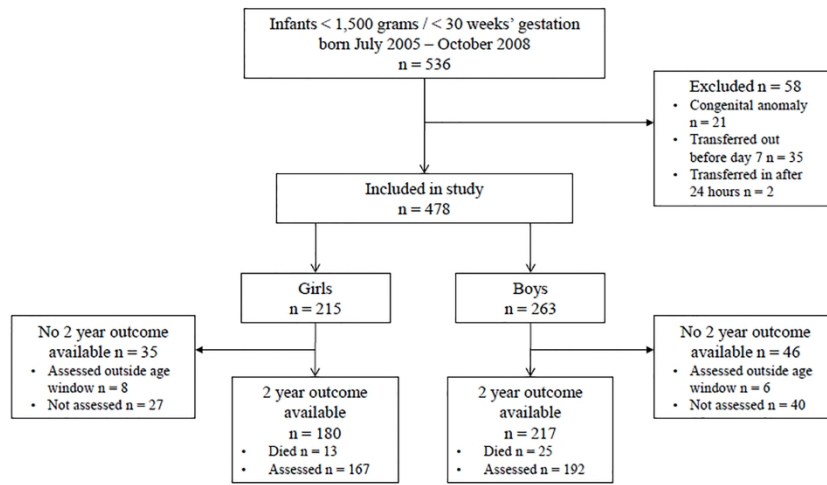 Infants < 1,500 grams / < 30 weeks' gestation
born July 2005 – October 2008
n = 536
Excluded n = 58
• Congenital anomaly
n = 21
• Transferred out
before day 7 n = 35
• Transferred in after
24 hours n = 2
Included in study
n = 478
Girls
n = 215
Boys
n = 263
No 2 year outcome
available n = 35
• Assessed outside age
window n = 8
• Not assessed n = 27
2 year outcome
available
n = 180
• Died n = 13
• Assessed n = 167
2 year outcome
available
n = 217
• Died n = 25
• Assessed n = 192
No 2 year outcome
available n = 46
• Assessed outside age
window n = 6
• Not assessed n = 40